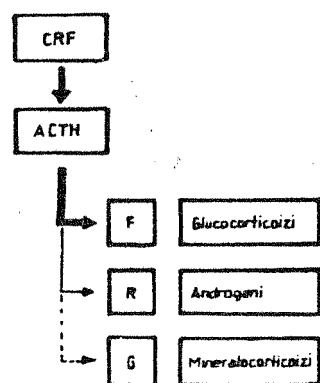 CRF
ACTH
F Glucocorticoizi
R Androgeni
G Mineralocorticoizi